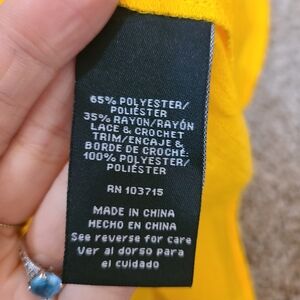 65% POLYESTER/
POLIÉSTER
35% RAYON/RAYÓN
LACE & CROCHET
TRIM/ENCAJE &
BORDE DE CROCHÉ:
100% POLYESTER/
POLIÉSTER
RN 103715
MADE IN CHINA
HECHO EN CHINA
See reverse for care
Ver al dorso para
el cuidado